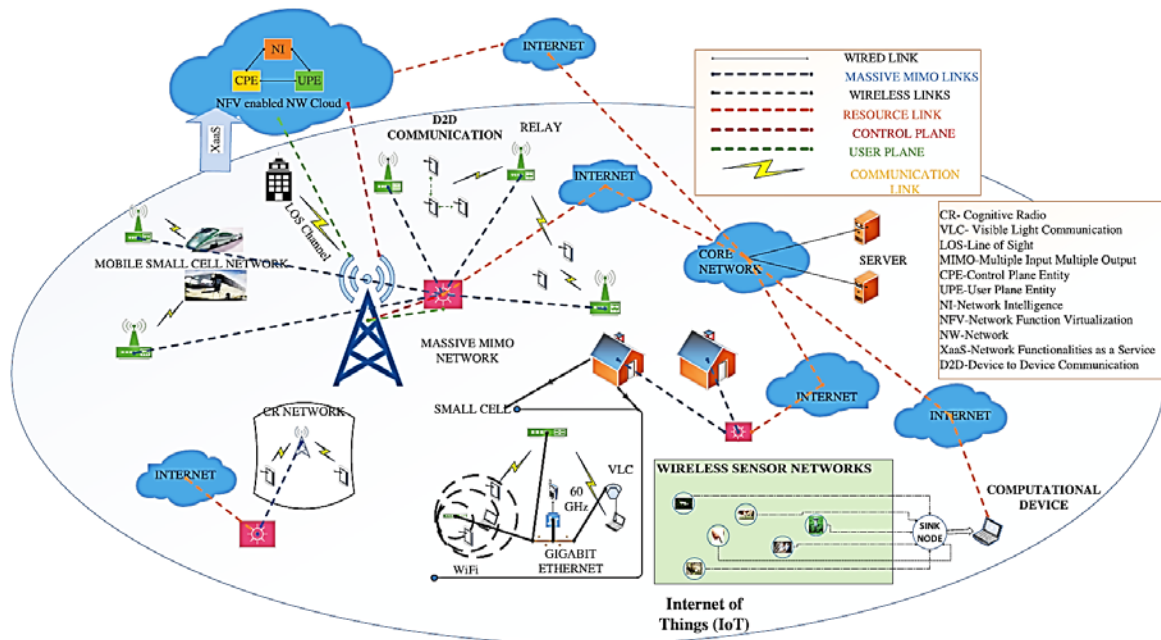 NI
CPE
UPE
NFV enabled NW Cloud
XaaS
INTERNET
WIRED LINK
MASSIVE MIMO LINKS
WIRELESS LINKS
RESOURCE LINK
CONTROL PLANE
USER PLANE
COMMUNICATION
LINK
D2D
COMMUNICATION
RELAY
LOS Channel
INTERNET
MOBILE SMALL CELL NETWORK
CORE
NETWORK
SERVER
CR- Cognitive Radio
VLC- Visible Light Communication
LOS-Line of Sight
MIMO-Multiple Input Multiple Output
CPE-Control Plane Entity
UPE-User Plane Entity
NI-Network Intelligence
NFV-Network Function Virtualization
NW-Network
XaaS-Network Functionalities as a Service
D2D-Device to Device Communication
MASSIVE MIMO
NETWORK
SMALL CELL
INTERNET
INTERNET
CR NETWORK
INTERNET
VLC
60
GHz
WiFi
GIGABIT
ETHERNET
WIRELESS SENSOR NETWORKS
SINK
NODE
COMPUTATIONAL
DEVICE
Internet of
Things (IoT)